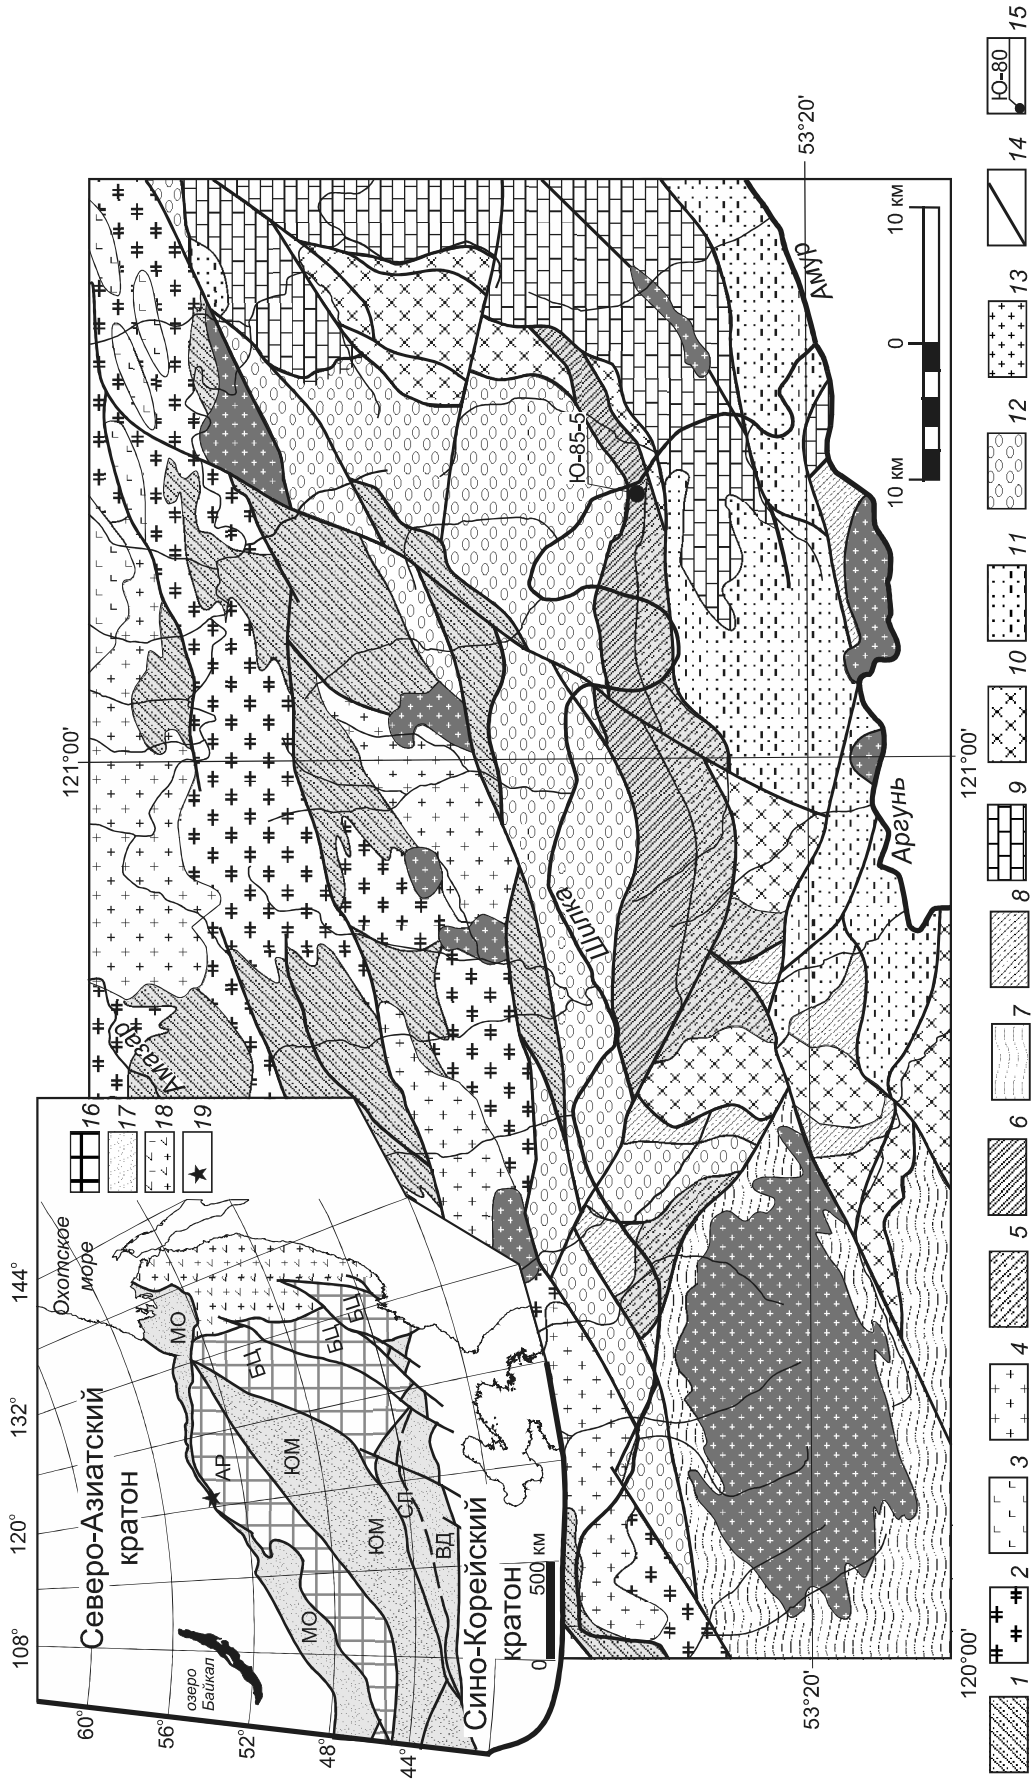 108°
120°
132°
144°
60°
56°
52°
48°
44°
Северо-Азиатский
кратон
Охотское
море
озеро
Байкал
МО
АР
МО
ЮМ
ЮМ
БЦ
БЦ
БЦ
СЛ
ВД
Сино-Корейский
кратон
0 500 км
16
17
18
19
121°00'
Амазар
Шилка
Ю-85-5
Аргунь
Амур
53°20'
53°20'
120°00'
121°00'
10 км 0 10 км
1 2 3 4 5 6 7 8 9 10 11 12 13 14 15
Ю-80